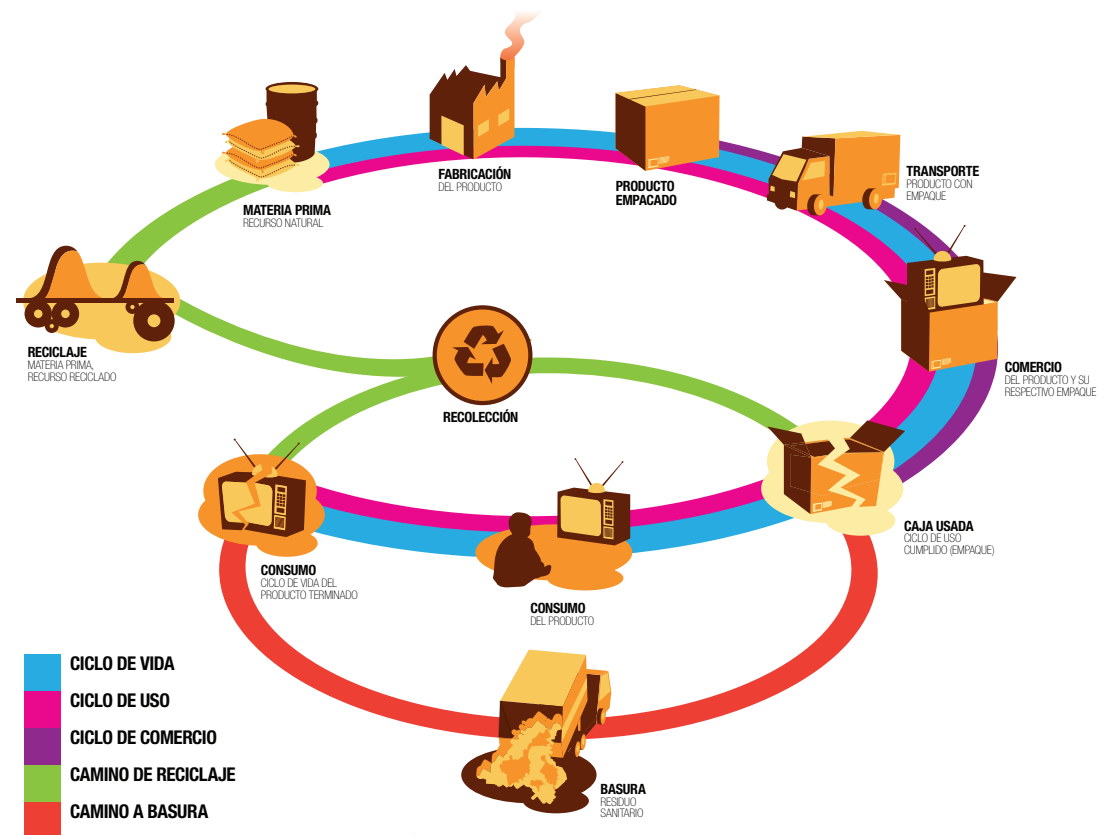 FABRICACIÓN
DEL PRODUCTO
PRODUCTO
EMPACADO
TRANSPORTE
PRODUCTO CON
EMPAQUE
MATERIA PRIMA
RECURSO NATURAL
RECICLAJE
MATERIA PRIMA,
RECURSO RECICLADO
RECOLECCIÓN
COMERCIO
DEL PRODUCTO Y SU
RESPECTIVO EMPAQUE
CAJA USADA
CICLO DE USO
CUMPLIDO (EMPAQUE)
CONSUMO
CICLO DE VIDA DEL
PRODUCTO TERMINADO
CONSUMO
DEL PRODUCTO
BASURA
RESIDUO
SANITARIO
CICLO DE VIDA
CICLO DE USO
CICLO DE COMERCIO
CAMINO DE RECICLAJE
CAMINO A BASURA